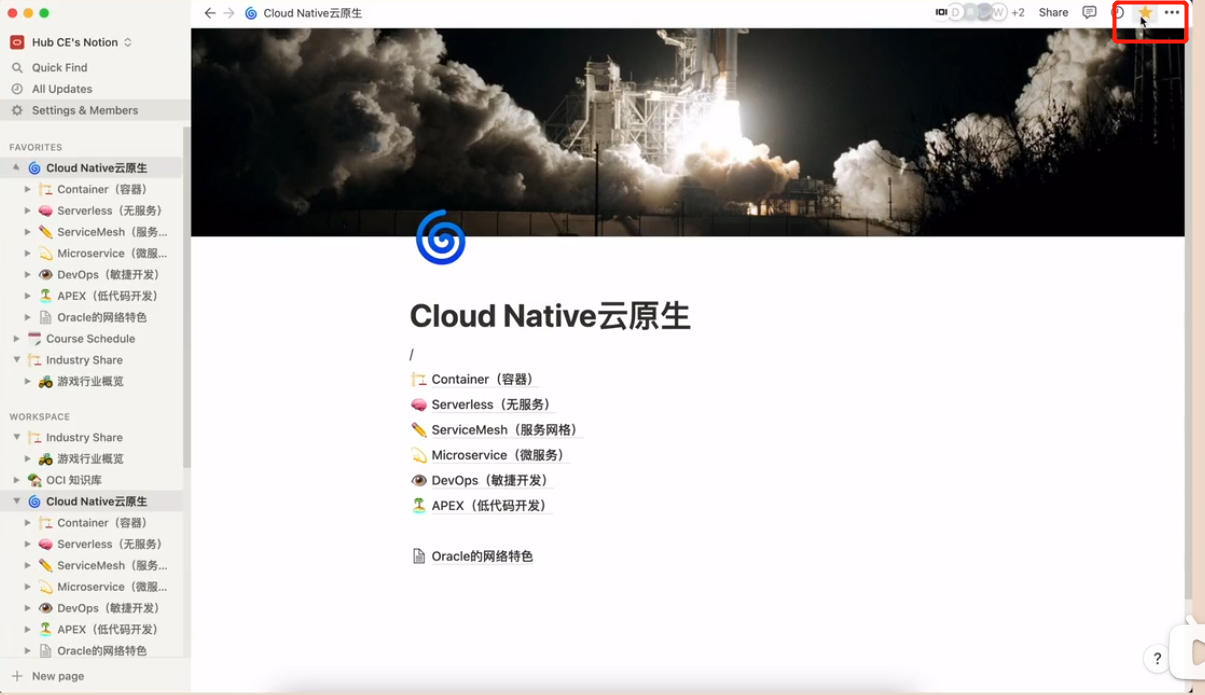 Cloud Native云原生
D
W
+2
Share
Hub CE's Notion
Quick Find
All Updates
Settings & Members
FAVORITES
Cloud Native云原生
Container（容器）
Serverless（无服务）
ServiceMesh（服务...
Microservice（微服...
DevOps（敏捷开发）
APEX（低代码开发）
Oracle的网络特色
Course Schedule
Industry Share
游戏行业概览
WORKSPACE
Industry Share
游戏行业概览
OCI 知识库
Cloud Native云原生
Container（容器）
Serverless（无服务）
ServiceMesh（服务...
Microservice（微服...
DevOps（敏捷开发）
APEX（低代码开发）
Oracle的网络特色
New page
Cloud Native云原生
/
Container（容器）
Serverless（无服务）
ServiceMesh（服务网格）
Microservice（微服务）
DevOps（敏捷开发）
APEX（低代码开发）
Oracle的网络特色
?